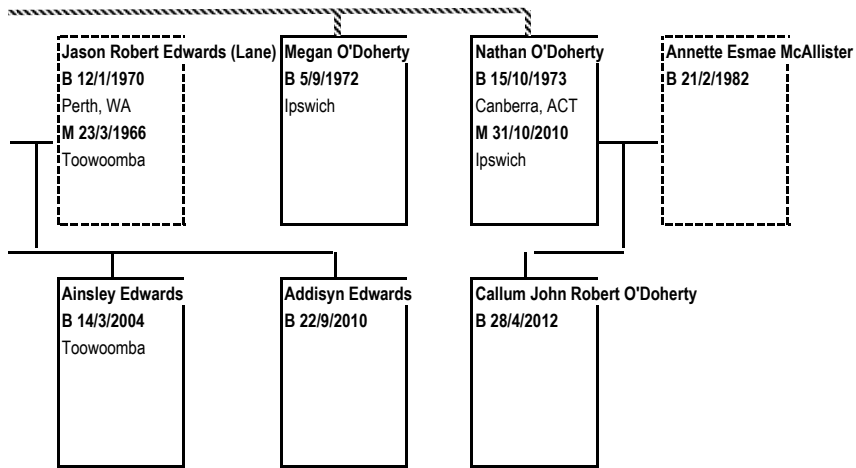 Jason Robert Edwards (Lane)
B 12/1/1970
Perth, WA
M 23/3/1966
Toowoomba
Megan O'Doherty
B 5/9/1972
Ipswich
Nathan O'Doherty
B 15/10/1973
Canberra, ACT
M 31/10/2010
Ipswich
Annette Esmae McAllister
B 21/2/1982
Ainsley Edwards
B 14/3/2004
Toowoomba
Addisyn Edwards
B 22/9/2010
Callum John Robert O'Doherty
B 28/4/2012